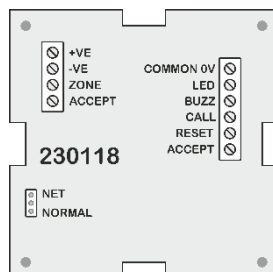 +VE
-VE
ZONE
ACCEPT
COMMON 0V
LED
BUZZ
CALL
RESET
ACCEPT
230118
NET
NORMAL